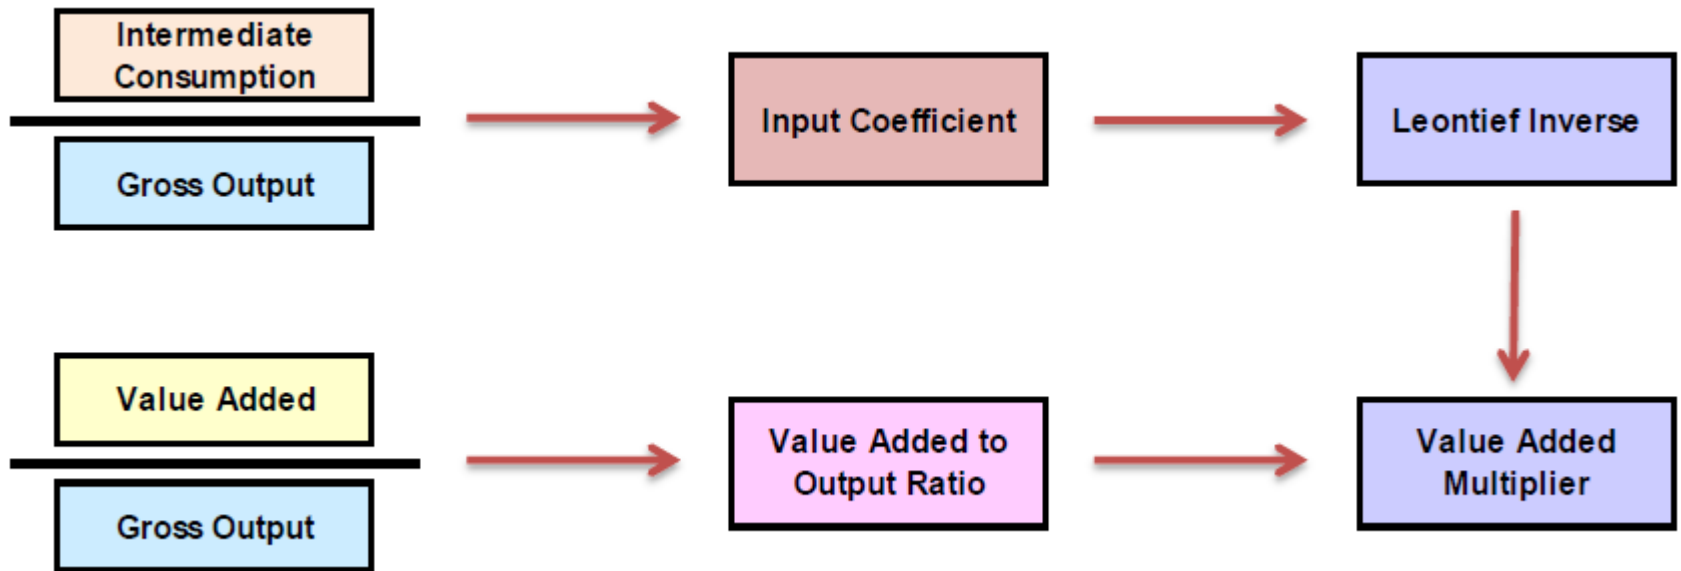 Intermediate
Consumption
Gross Output
Input Coefficient
Leontief Inverse
Value Added
Gross Output
Value Added to
Output Ratio
Value Added
Multiplier